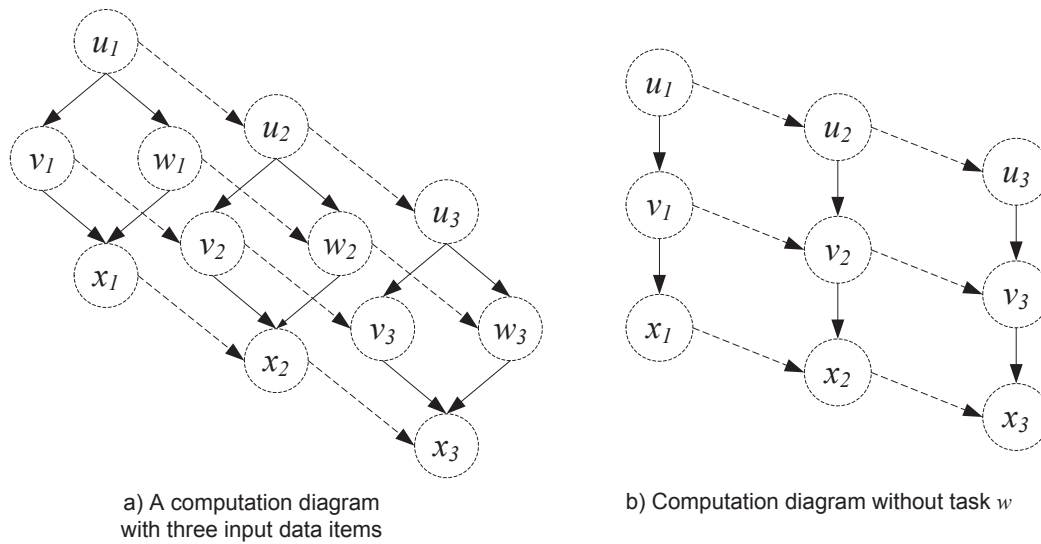 u1
v1
w1
x1
u2
v2
w2
x2
u3
v3
w3
x3
a) A computation diagram
with three input data items
u1
v1
x1
u2
v2
x2
u3
v3
x3
b) Computation diagram without task w